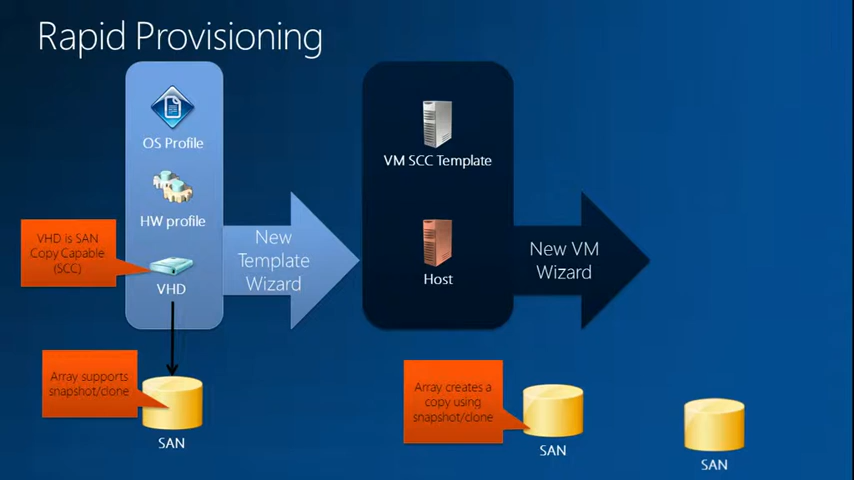 Rapid Provisioning
OS Profile
HW profile
VHD is SAN
Copy Capable
(SCC)
VHD
New
Template
Wizard
Array supports
snapshot/clone
SAN
VM SCC Template
Host
New VM
Wizard
Array creates a
copy using
snapshot/clone
SAN
SAN